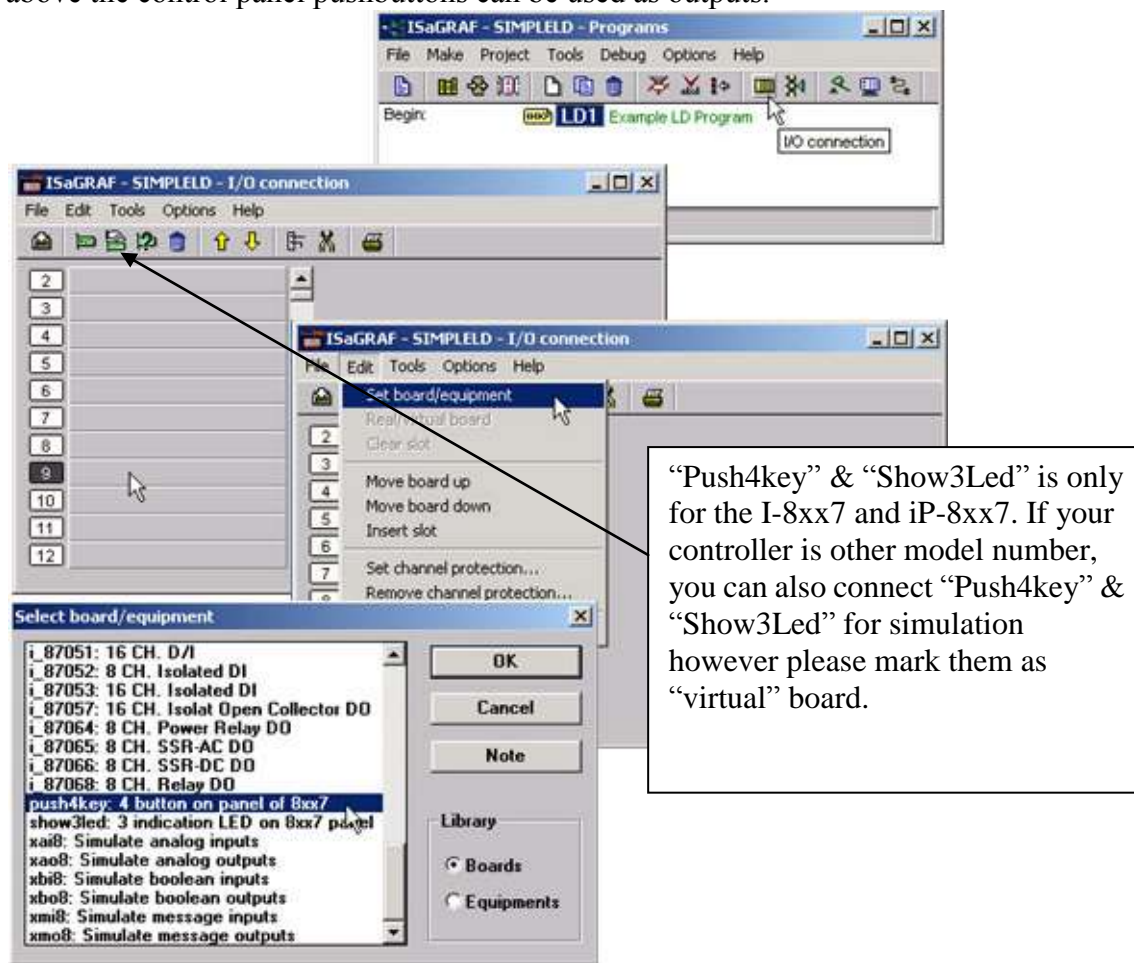 above the control panel pushbuttons can be used as outputs.
ISaGRAF - SIMPLELD - Programs
File Make Project Tools Debug Options Help
Begin: LD1 Example LD Program
I/O connection
ISaGRAF - SIMPLELD - I/O connection
File Edit Tools Options Help
2
3
4
5
6
7
8
9
10
11
12
ISaGRAF - SIMPLELD - I/O connection
File Edit Tools Options Help
Set board/equipment
Real/virtual board
Clear slot
Move board up
Move board down
Insert slot
Set channel protection...
Remove channel protection...
2
3
4
5
6
7
“Push4key” & “Show3Led” is only
for the I-8xx7 and iP-8xx7. If your
controller is other model number,
you can also connect “Push4key” &
“Show3Led” for simulation
however please mark them as
“virtual” board.
Select board/equipment
i_87051: 16 CH. D/I
i_87052: 8 CH. Isolated DI
i_87053: 16 CH. Isolated DI
i_87057: 16 CH. Isolat Open Collector DO
i_87064: 8 CH. Power Relay DO
i_87065: 8 CH. SSR-AC DO
i_87066: 8 CH. SSR-DC DO
i_87068: 8 CH. Relay DO
push4key: 4 button on panel of 8xx7
show3led: 3 indication LED on 8xx7 panel
xai8: Simulate analog inputs
xao8: Simulate analog outputs
xbi8: Simulate boolean inputs
xbo8: Simulate boolean outputs
xmi8: Simulate message inputs
xmo8: Simulate message outputs
OK
Cancel
Note
Library
Boards
Equipments